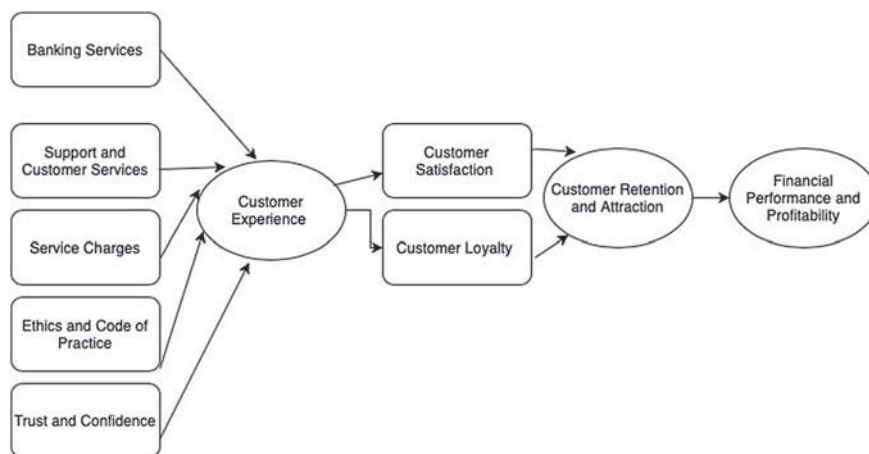 Banking Services
Support and
Customer Services
Service Charges
Ethics and Code of
Practice
Trust and Confidence
Customer
Experience
Customer
Satisfaction
Customer Loyalty
Customer Retention
and Attraction
Financial
Performance and
Profitability